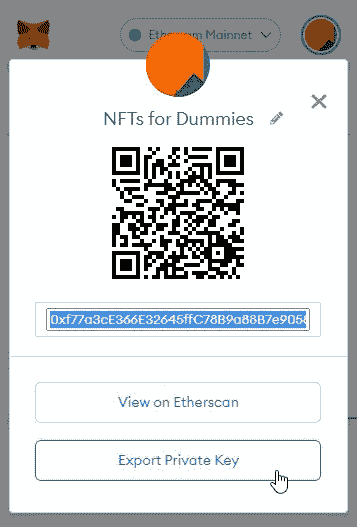 Ethereum Mainnet
NFTs for Dummies
0xf77a3cE366E32645ffC78B9a88B7e905
View on Etherscan
Export Private Key